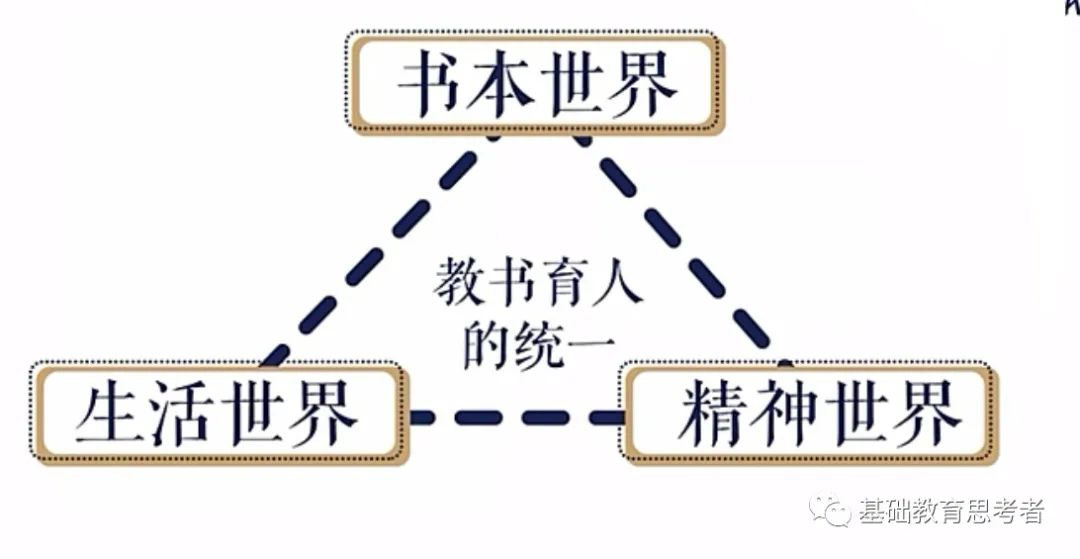 书本世界
教书育人
的统一
生活世界
精神世界
基础教育思考者